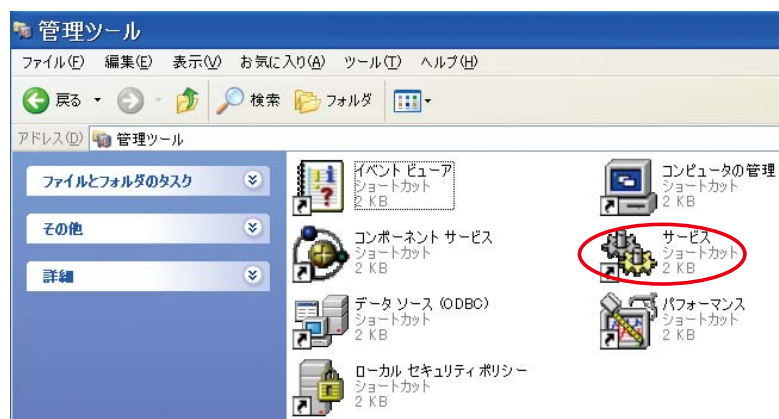 管理ツール
ファイル(F) 編集(E) 表示(V) お気に入り(A) ツール(T) ヘルプ(H)
戻る 検索 フォルダ
アドレス(D) 管理ツール
ファイルとフォルダのタスク
その他
詳細
イベント ビューア
ショートカット
2 KB
コンピュータの管理
ショートカット
2 KB
コンポーネント サービス
ショートカット
2 KB
サービス
ショートカット
2 KB
データ ソース (ODBC)
ショートカット
2 KB
パフォーマンス
ショートカット
2 KB
ローカル セキュリティ ポリシー
ショートカット
2 KB